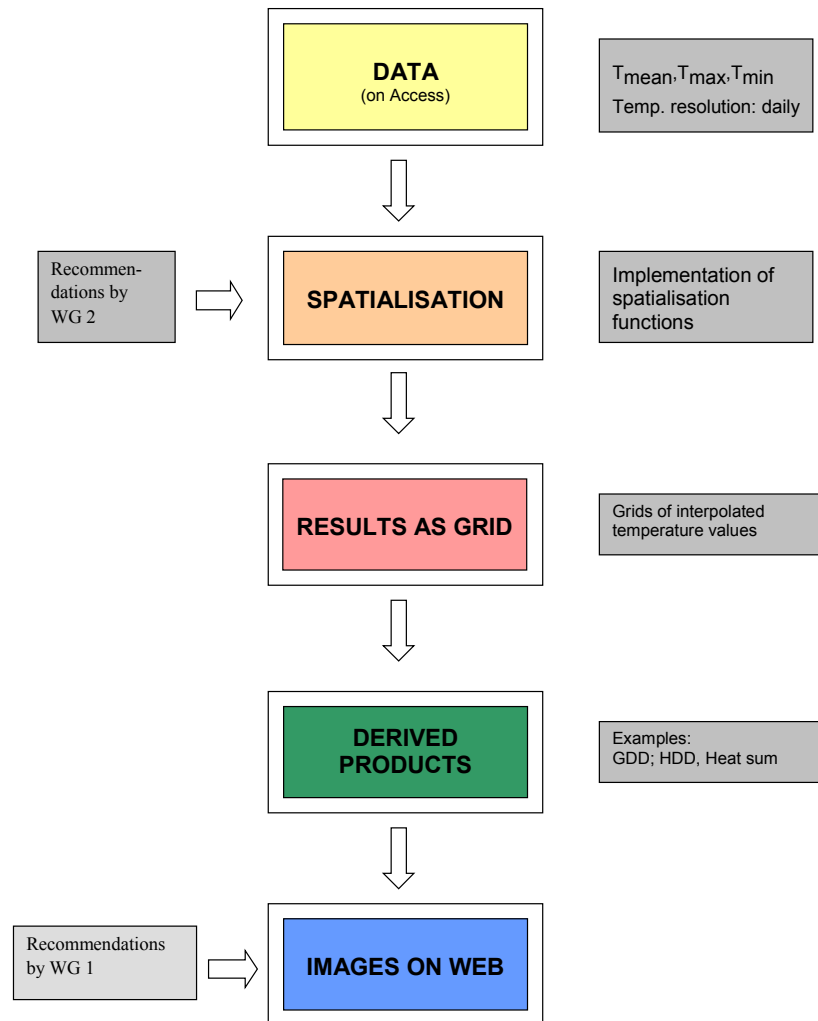 DATA
(on Access)
Tmean,Tmax,Tmin
Temp. resolution: daily
Recommen-
dations by
WG 2
SPATIALISATION
Implementation of
spatialisation
functions
RESULTS AS GRID
Grids of interpolated
temperature values
DERIVED
PRODUCTS
Examples:
GDD; HDD, Heat sum
Recommendations
by WG 1
IMAGES ON WEB